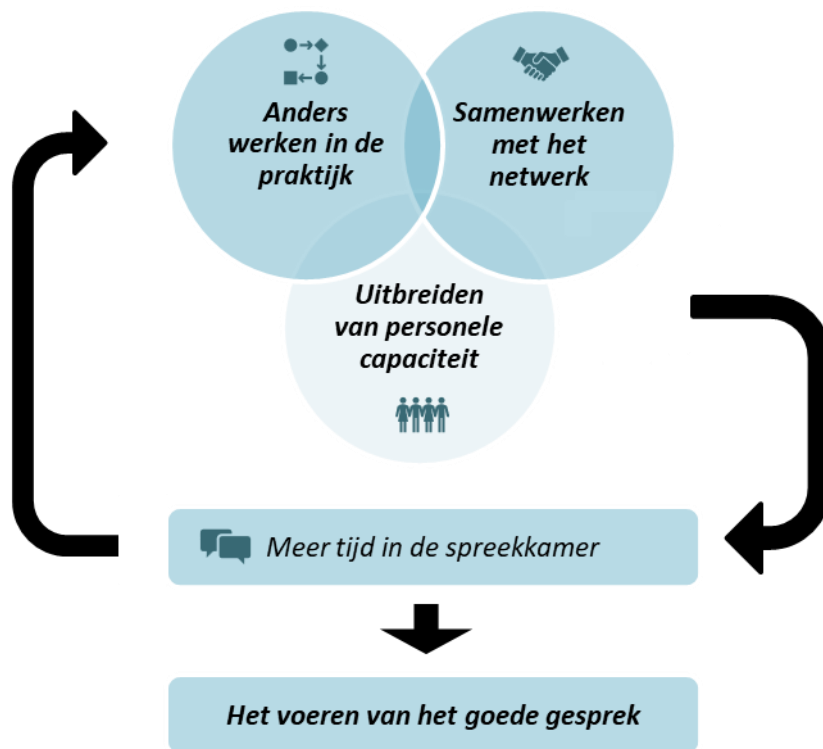 Anders
werken in de
praktijk
Samenwerken
met het
netwerk
Uitbreiden
van personele
capaciteit
Meer tijd in de spreekkamer
Het voeren van het goede gesprek